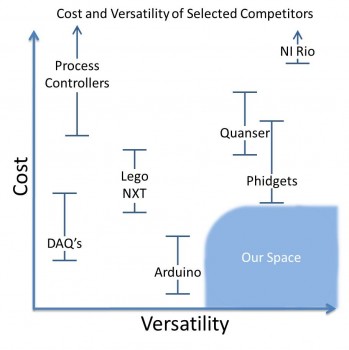 Cost and Versatility of Selected Competitors
Process
Controllers
NI Rio
Quanser
Lego
NXT
Phidgets
DAQ's
Arduino
Our Space
Cost
Versatility